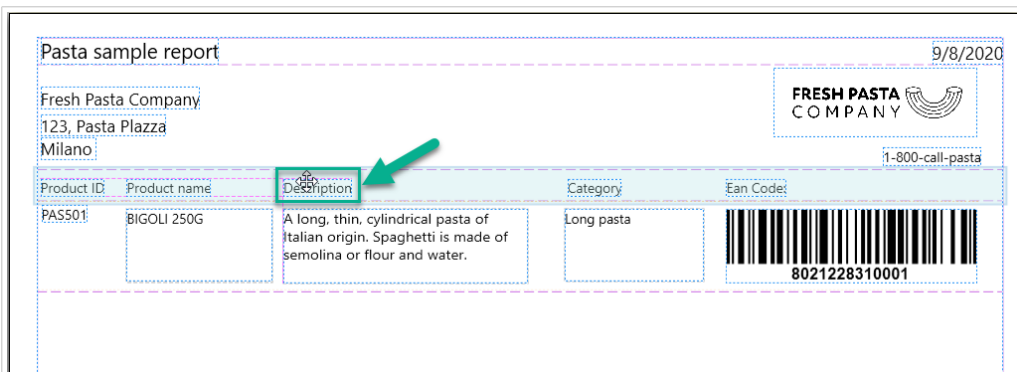 Pasta sample report 9/8/2020
Fresh Pasta Company
FRESH PASTA
COMPANY
123, Pasta Plazza
Milano
1-800-call-pasta
Product ID Product name Description Category Ean Code:
PAS501 BIGOLI 250G A long, thin, cylindrical pasta of Long pasta
Italian origin. Spaghetti is made of
semolina or flour and water.
8021228310001